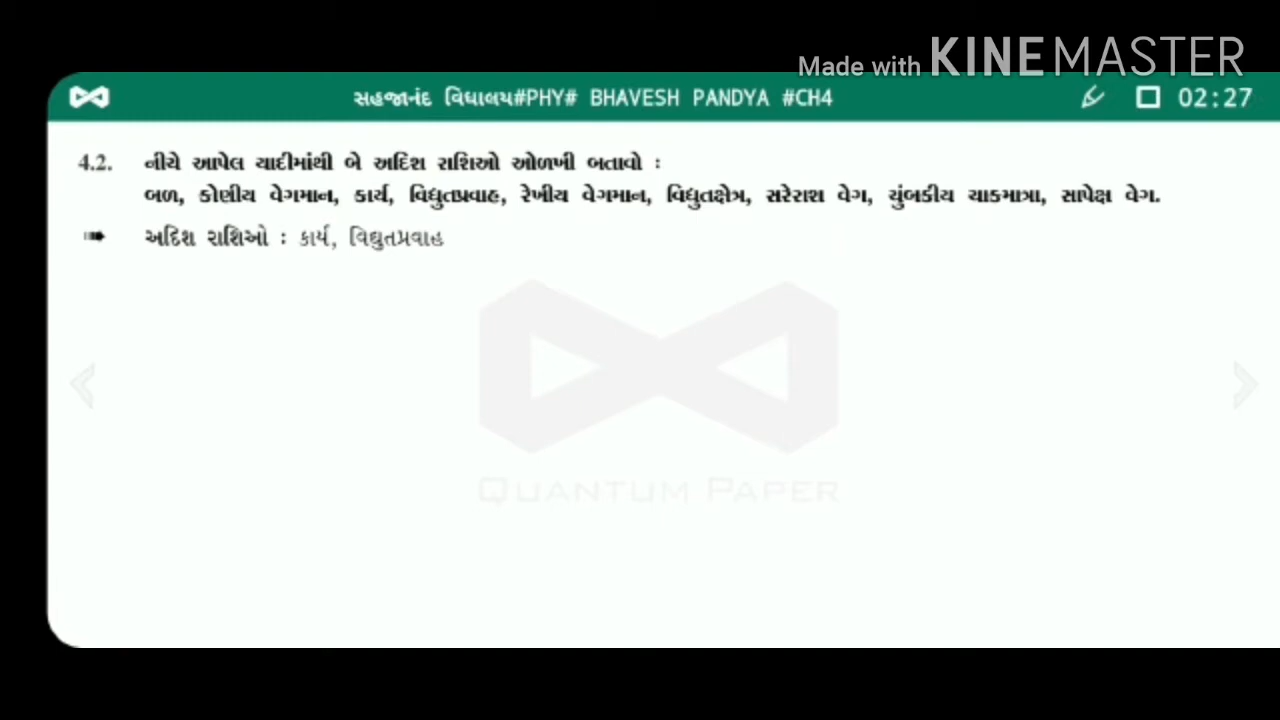 Made with KINEMASTER
સહજાનંદ વિદ્યાલય#PHY# BHAVESH PANDYA #CH4 02:27
4.2. નીચે આપેલ યાદીમાંથી બે અદિશ રાશિઓ ઓળખી બતાવો :
બળ, કોણીય વેગમાન, કાર્ય, વિદ્યુતપ્રવાહ, રેખીય વેગમાન, વિદ્યુતક્ષેત્ર, સરેરાશ વેગ, ચુંબકીય ચાકમાત્રા, સાપેક્ષ વેગ.
➠ અદિશ રાશિઓ : કાર્ય, વિદ્યુતપ્રવાહ
QUANTUM PAPER